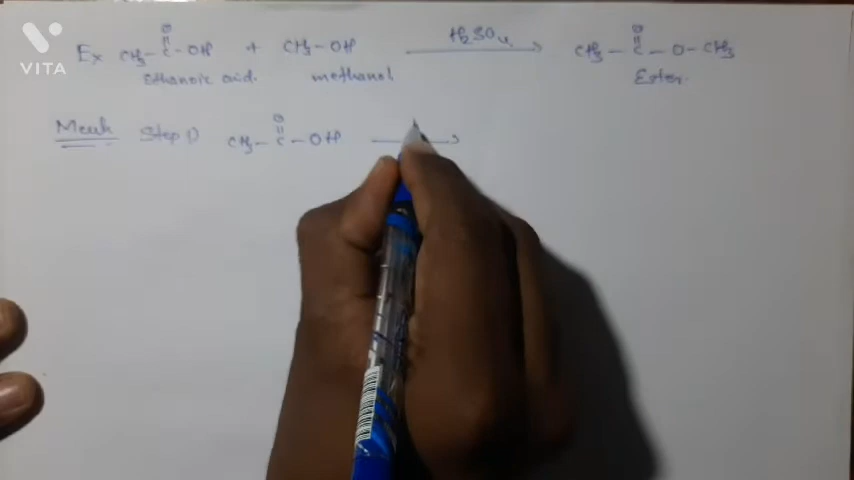 VITA
O
Ex CH3 - C - OH + CH3 - OH H2SO4 → CH3 - C - O - CH3
Ethanoic acid. methanol Ester.
O
Mech Step 1) CH3 - C - OH →